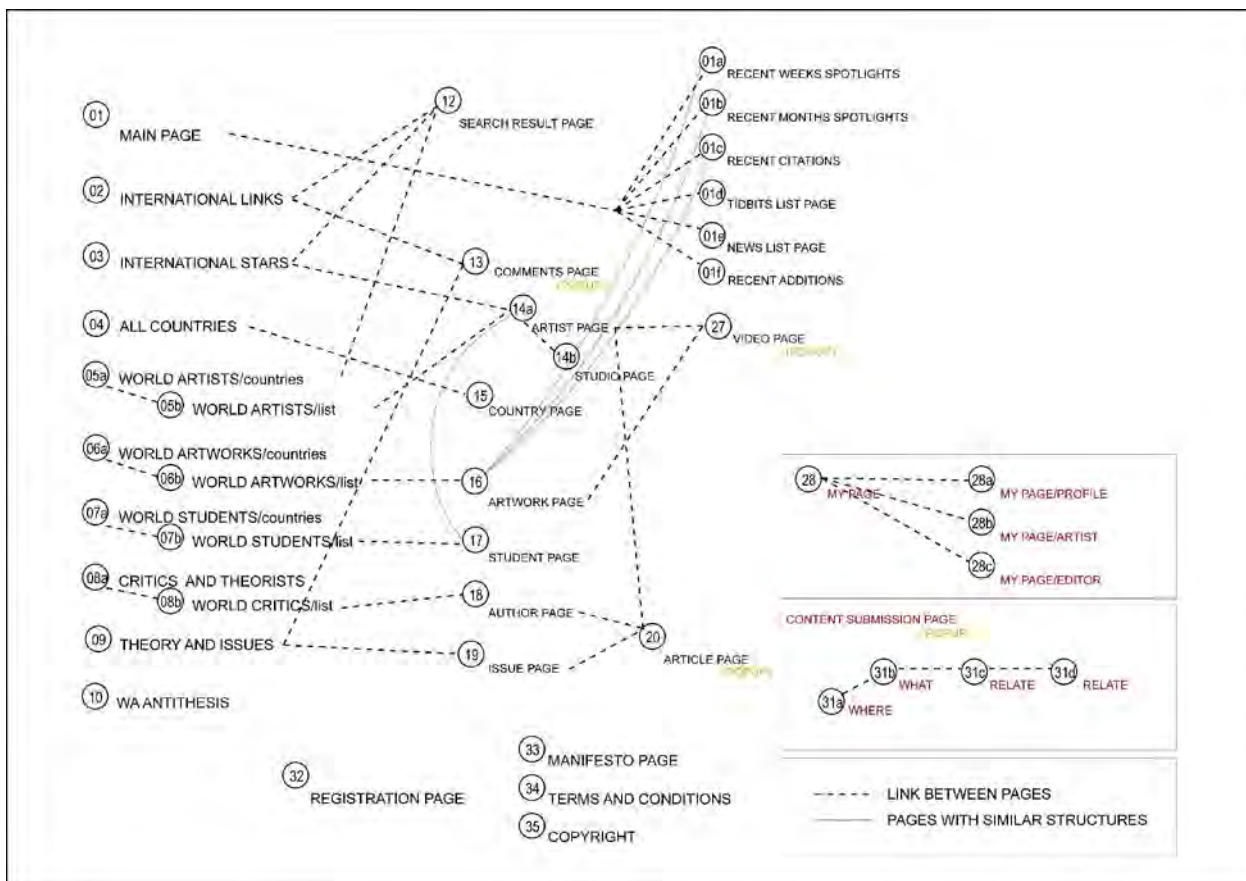 01
MAIN PAGE
02
INTERNATIONAL LINKS
03
INTERNATIONAL STARS
04
ALL COUNTRIES
05a
WORLD ARTISTS/countries
05b
WORLD ARTISTS/list
06a
WORLD ARTWORKS/countries
06b
WORLD ARTWORKS/list
07a
WORLD STUDENTS/countries
07b
WORLD STUDENTS/list
08a
CRITICS AND THEORISTS
08b
WORLD CRITICS/list
09
THEORY AND ISSUES
10
WA ANTITHESIS
12
SEARCH RESULT PAGE
13
COMMENTS PAGE
(POPUP)
14a
ARTIST PAGE
14b
STUDIO PAGE
15
COUNTRY PAGE
16
ARTWORK PAGE
17
STUDENT PAGE
18
AUTHOR PAGE
19
ISSUE PAGE
20
ARTICLE PAGE
(POPUP)
01a
RECENT WEEKS SPOTLIGHTS
01b
RECENT MONTHS SPOTLIGHTS
01c
RECENT CITATIONS
01d
TIDBITS LIST PAGE
01e
NEWS LIST PAGE
01f
RECENT ADDITIONS
27
VIDEO PAGE
(POPUP)
28
MY PAGE
28a
MY PAGE/PROFILE
28b
MY PAGE/ARTIST
28c
MY PAGE/EDITOR
CONTENT SUBMISSION PAGE
(POPUP)
31a
WHERE
31b
WHAT
31c
RELATE
31d
RELATE
32
REGISTRATION PAGE
33
MANIFESTO PAGE
34
TERMS AND CONDITIONS
35
COPYRIGHT
LINK BETWEEN PAGES
PAGES WITH SIMILAR STRUCTURES